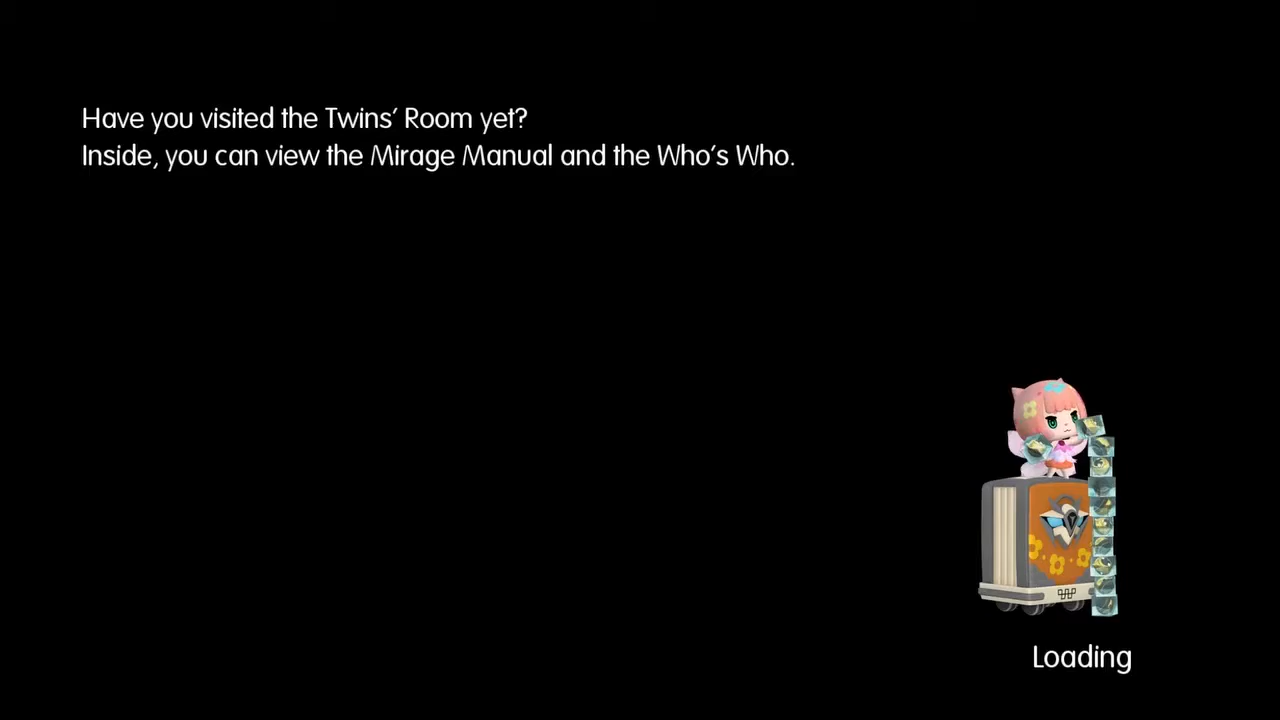 Have you visited the Twins’ Room yet?
Inside, you can view the Mirage Manual and the Who’s Who.
Loading